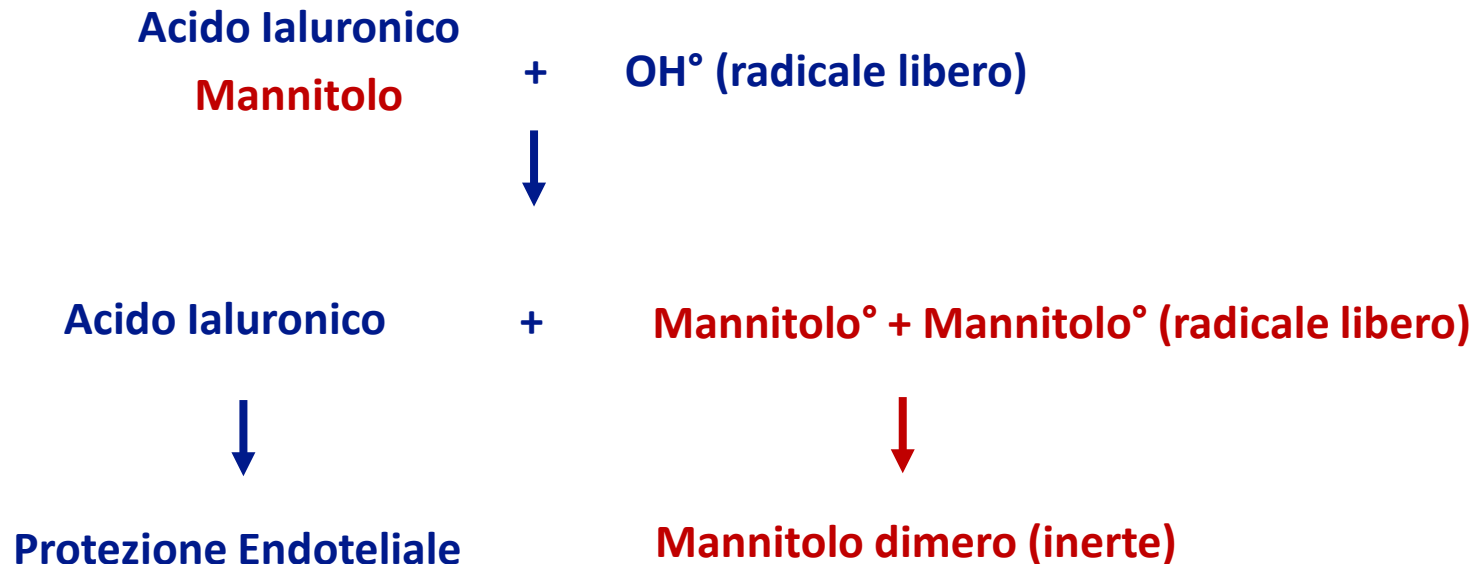 Acido Ialuronico
Mannitolo
+
OH° (radicale libero)
Acido Ialuronico
+
Mannitolo° + Mannitolo° (radicale libero)
Protezione Endoteliale
Mannitolo dimero (inerte)